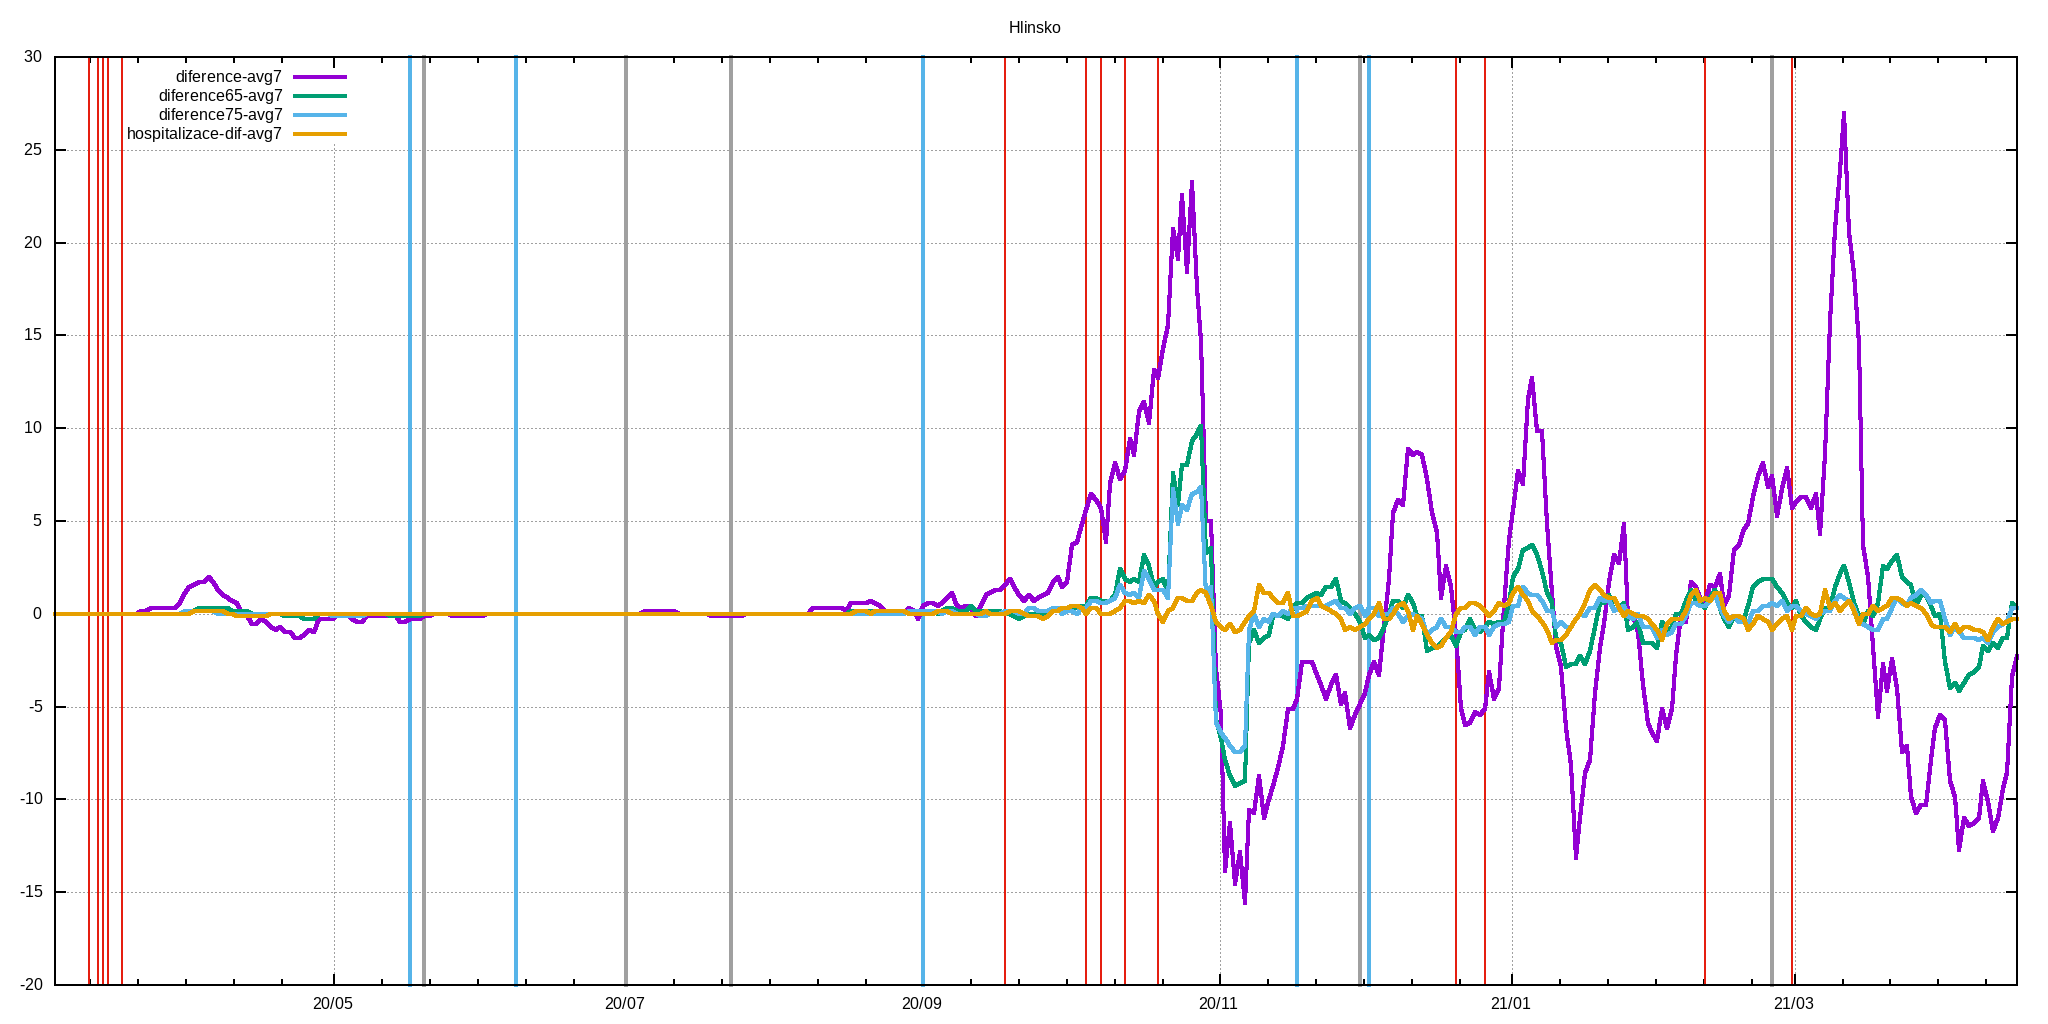 Hlinsko
diference-avg7
diference65-avg7
diference75-avg7
hospitalizace-dif-avg7
30
25
20
15
10
5
0
-5
-10
-15
-20
20/05 20/07 20/09 20/11 21/01 21/03